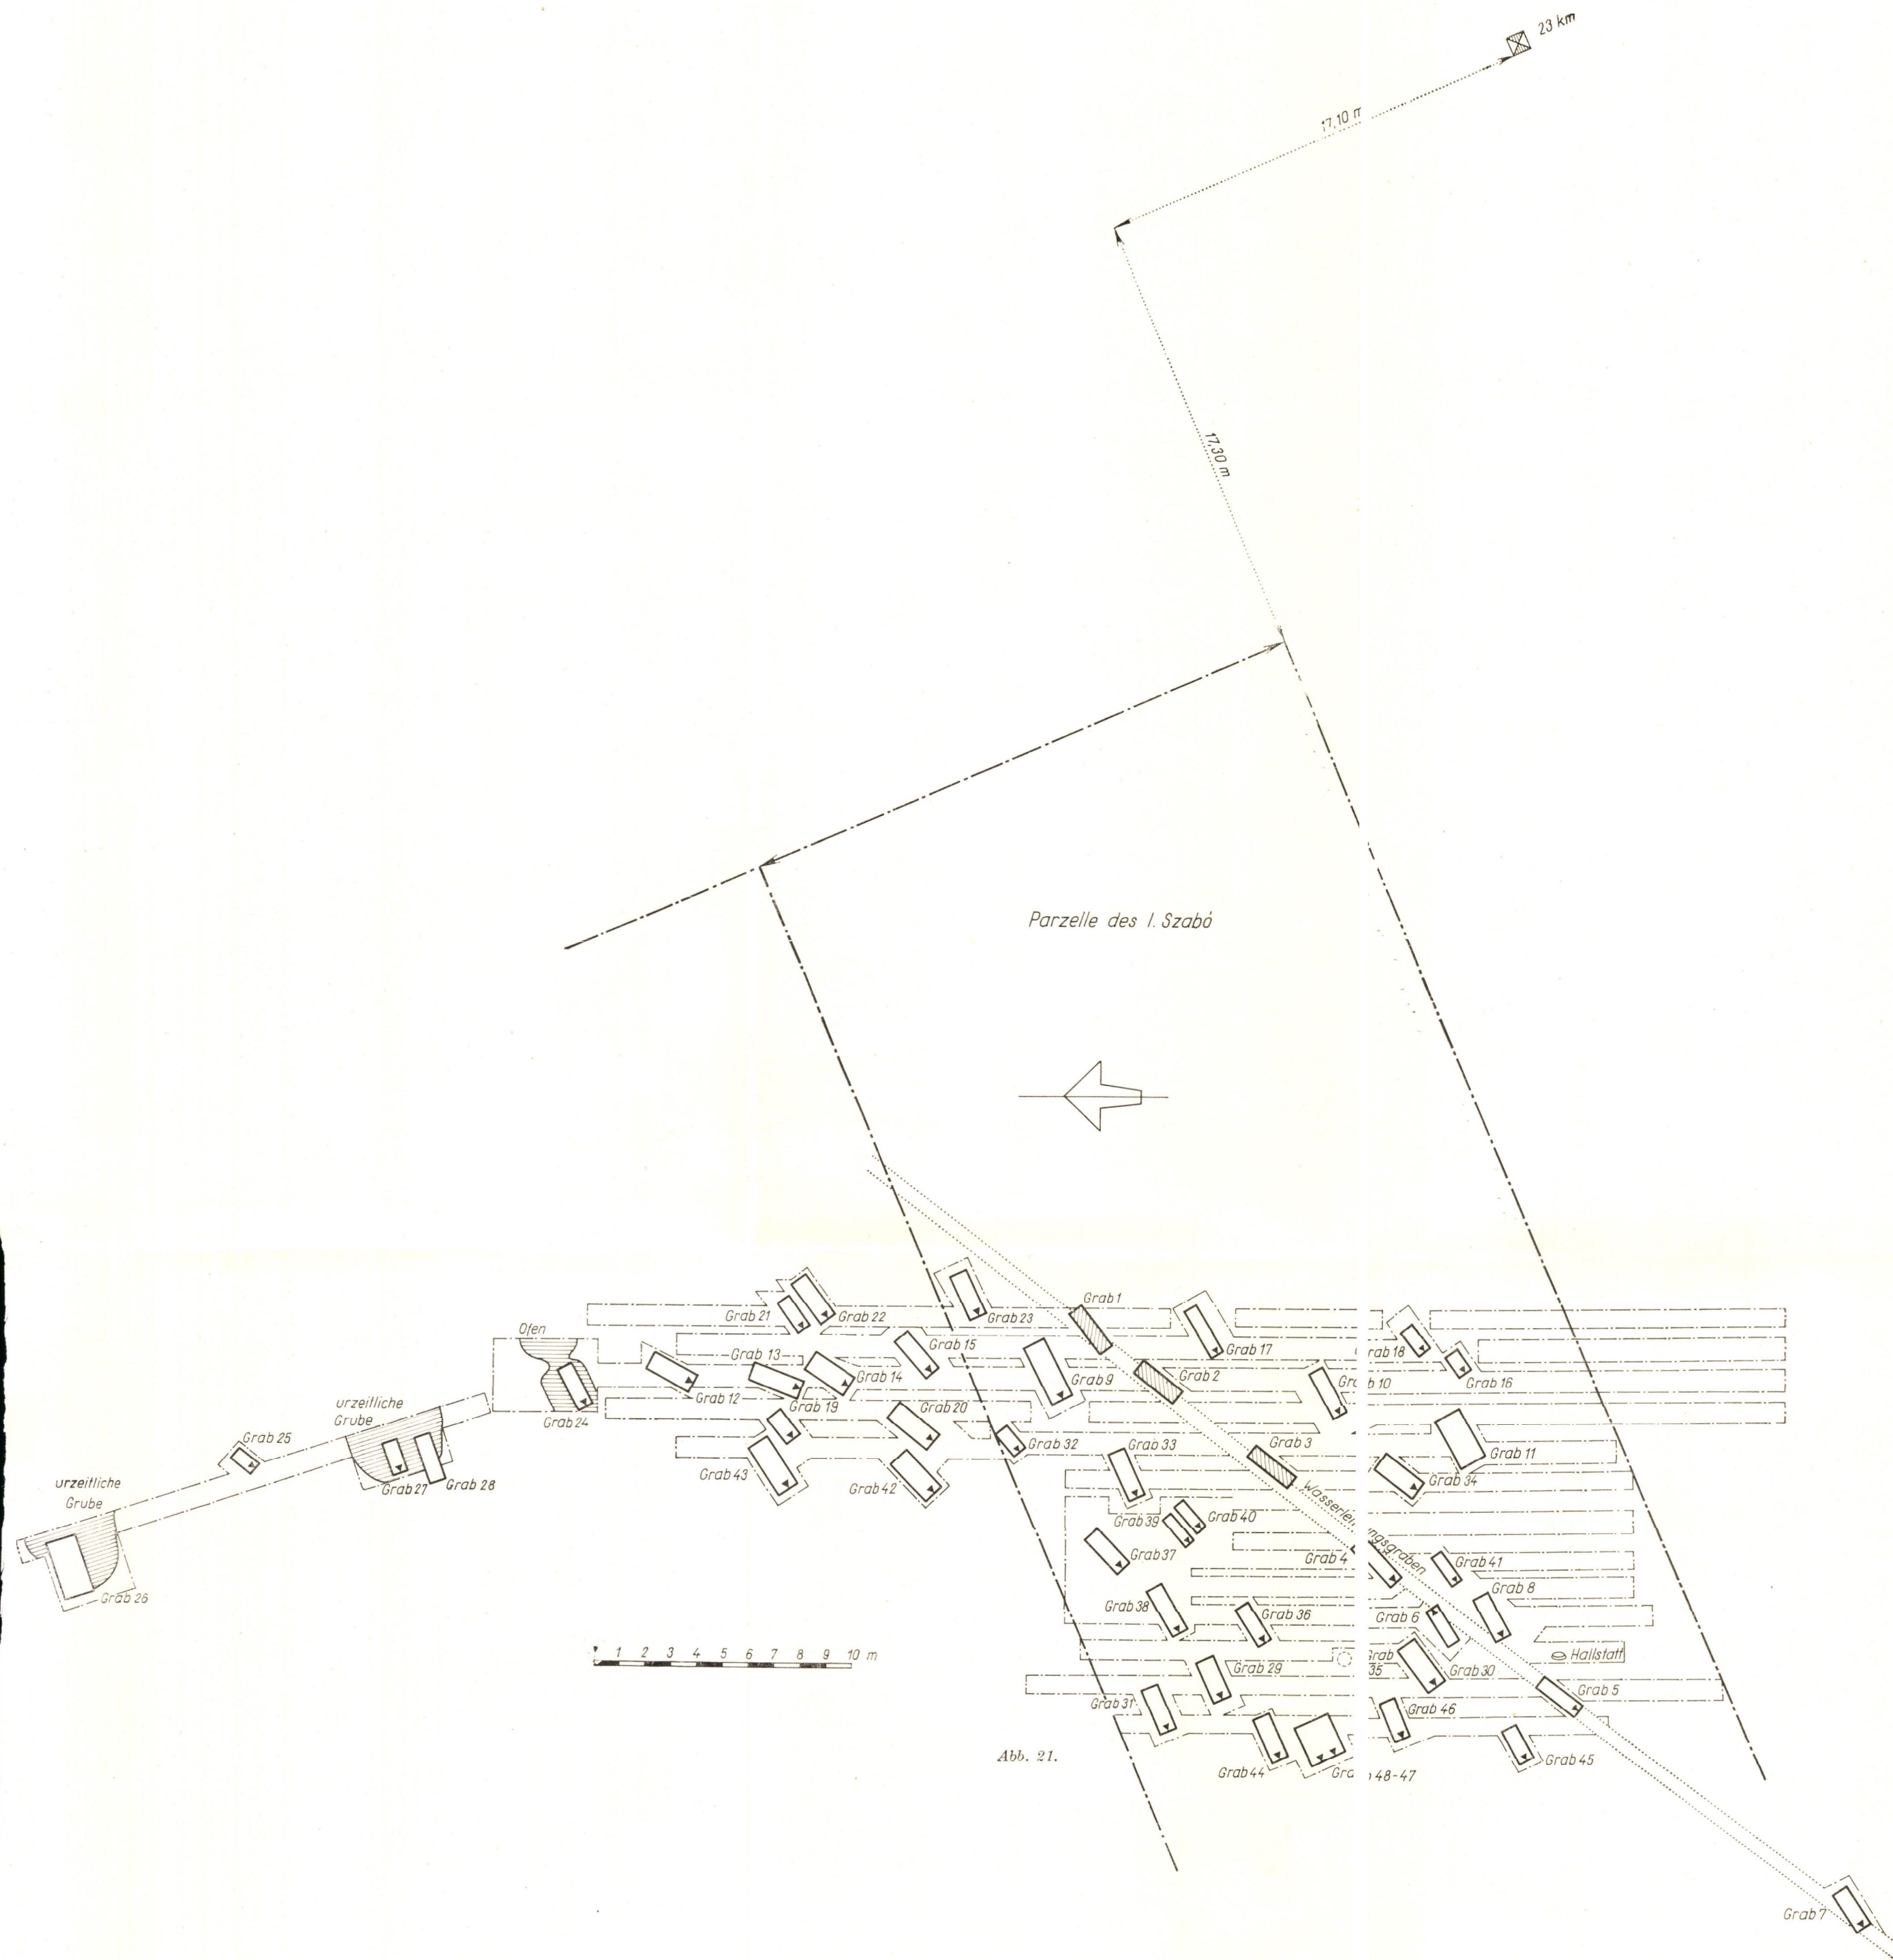 23 km
17,10 m
17,30 m
Parzelle des I. Szabó
Grab 1
Grab 21
Grab 22
Grab 23
Ofen
Grab 15
Grab 17
rab 18
Grab 13
Grab 14
Grab 9
Grab 2
Grab 10
Grab 16
Grab 12
Grab 19
Grab 20
urzeitliche
Grube
Grab 24
Grab 25
Grab 32
Grab 33
Grab 3
Grab 11
Grab 43
Grab 42
Grab 34
Grab 27
Grab 28
urzeitliche
Grube
Wasserleitungsgraben
Grab 39
Grab 40
Grab 37
Grab 4
Grab 41
Grab 26
Grab 38
Grab 36
Grab 6
Grab 8
1 2 3 4 5 6 7 8 9 10 m
Grab 29
Grab
35
Grab 30
Hallstatt
Grab 31
Grab 5
Grab 46
Abb. 21.
Grab 44
Grab 48-47
Grab 45
Grab 7